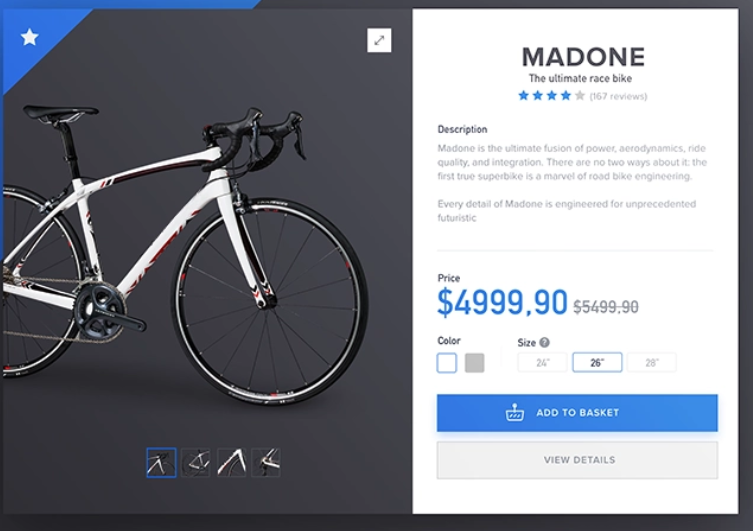 MADONE
The ultimate race bike
(167 reviews)
Description
Madone is the ultimate fusion of power, aerodynamics, ride
quality, and integration. There are no two ways about it: the
first true superbike is a marvel of road bike engineering.
Every detail of Madone is engineered for unprecedented
futuristic
Price
$4999,90 $5499,90
Color Size ?
24" 26" 28"
ADD TO BASKET
VIEW DETAILS